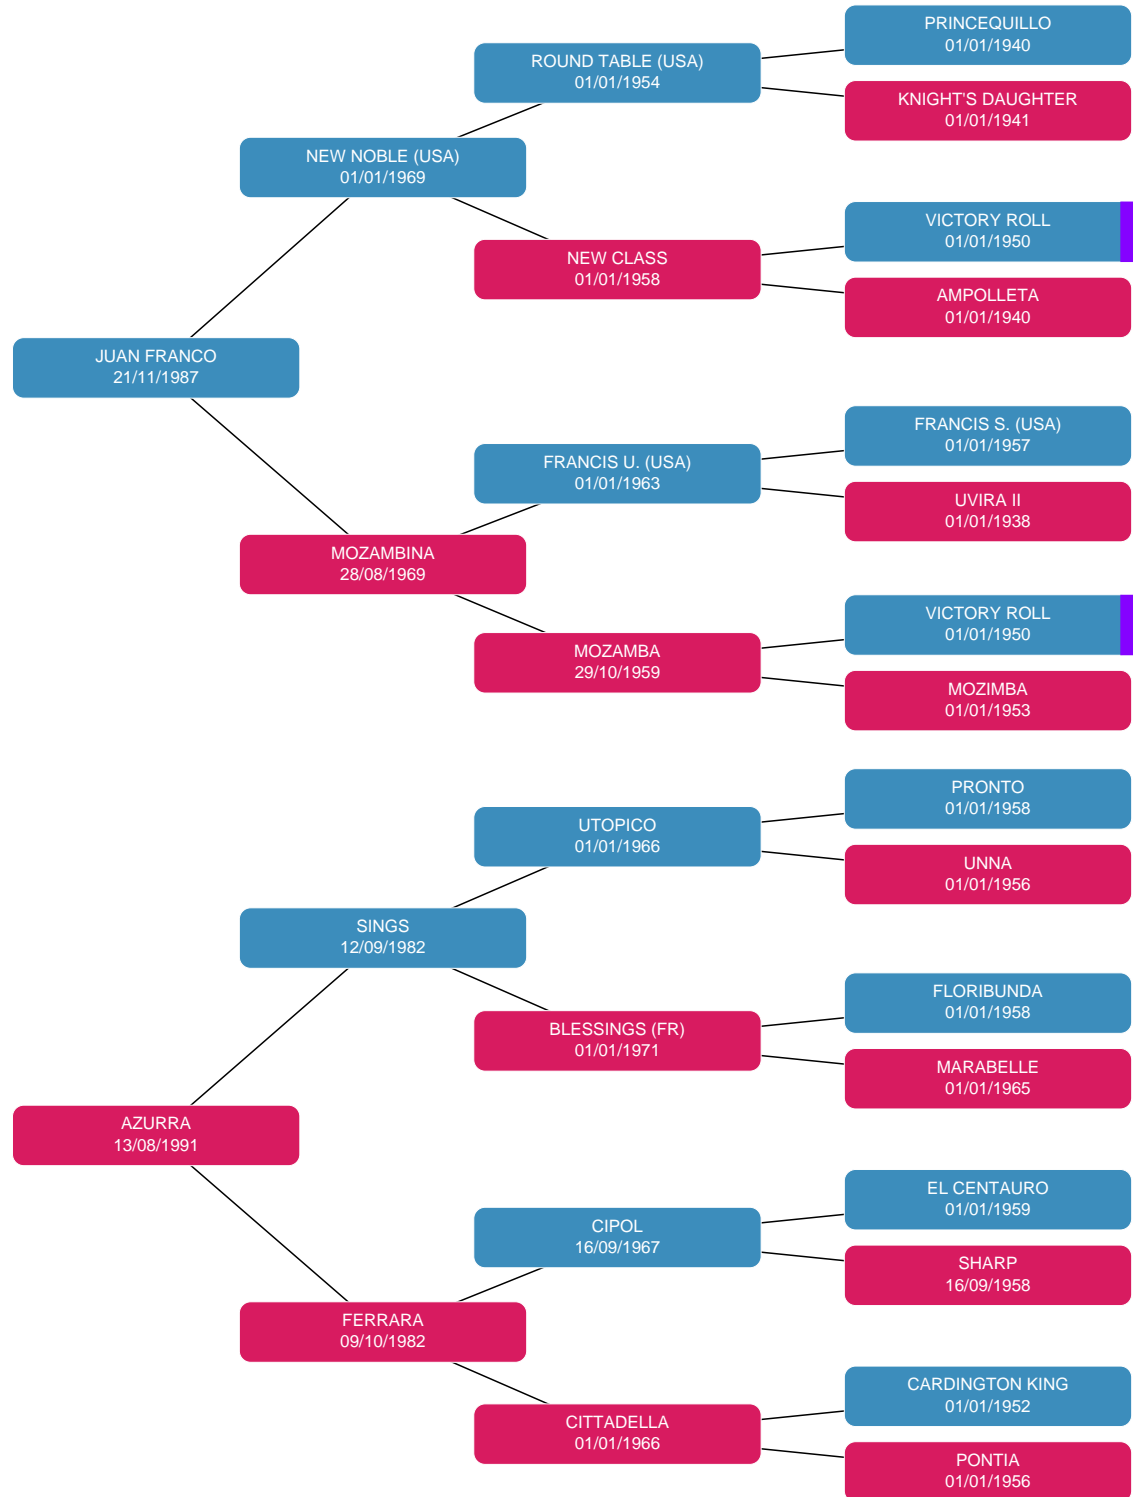 PRINCEQUILLO
01/01/1940
ROUND TABLE (USA)
01/01/1954
KNIGHT'S DAUGHTER
01/01/1941
NEW NOBLE (USA)
01/01/1969
VICTORY ROLL
01/01/1950
NEW CLASS
01/01/1958
AMPOLLETA
01/01/1940
JUAN FRANCO
21/11/1987
FRANCIS S. (USA)
01/01/1957
FRANCIS U. (USA)
01/01/1963
UVIRA II
01/01/1938
MOZAMBINA
28/08/1969
VICTORY ROLL
01/01/1950
MOZAMBA
29/10/1959
MOZIMBA
01/01/1953
PRONTO
01/01/1958
UTOPICO
01/01/1966
UNNA
01/01/1956
SINGS
12/09/1982
FLORIBUNDA
01/01/1958
BLESSINGS (FR)
01/01/1971
MARABELLE
01/01/1965
AZURRA
13/08/1991
EL CENTAURO
01/01/1959
CIPOL
16/09/1967
SHARP
16/09/1958
FERRARA
09/10/1982
CARDINGTON KING
01/01/1952
CITTADELLA
01/01/1966
PONTIA
01/01/1956